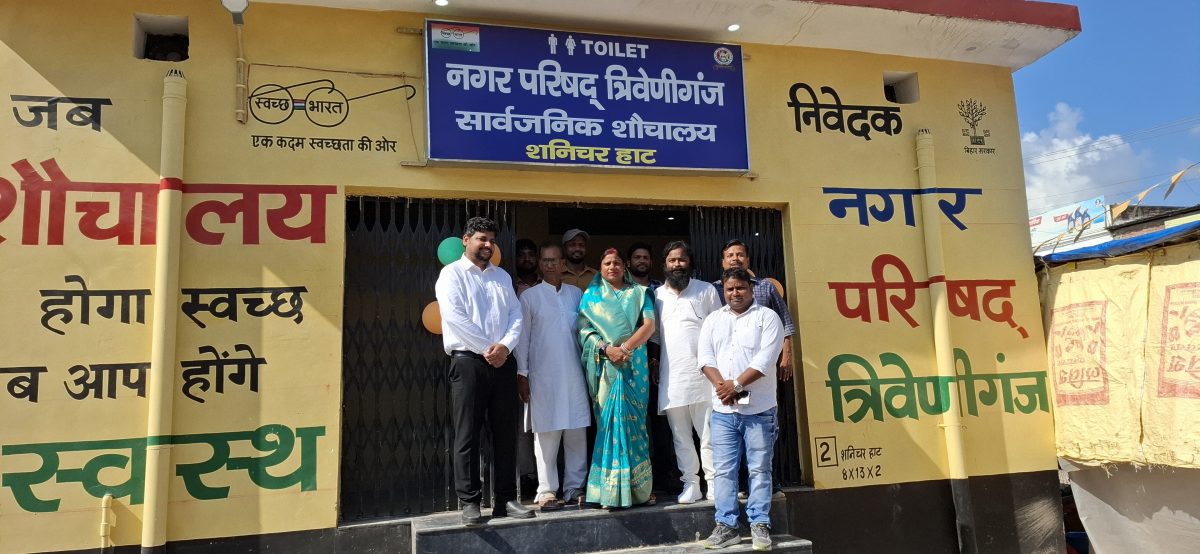 TOILET
नगर परिषद् त्रिवेणीगंज
सार्वजनिक शौचालय
शनिचर हाट
जब
शौचालय
होगा स्वच्छ
तब आप होंगे
स्वस्थ
स्वच्छ भारत
एक कदम स्वच्छता की ओर
निवेदक
बिहार सरकार
नगर
परिषद्
त्रिवेणीगंज
2 शनिचर हाट
8X13X2